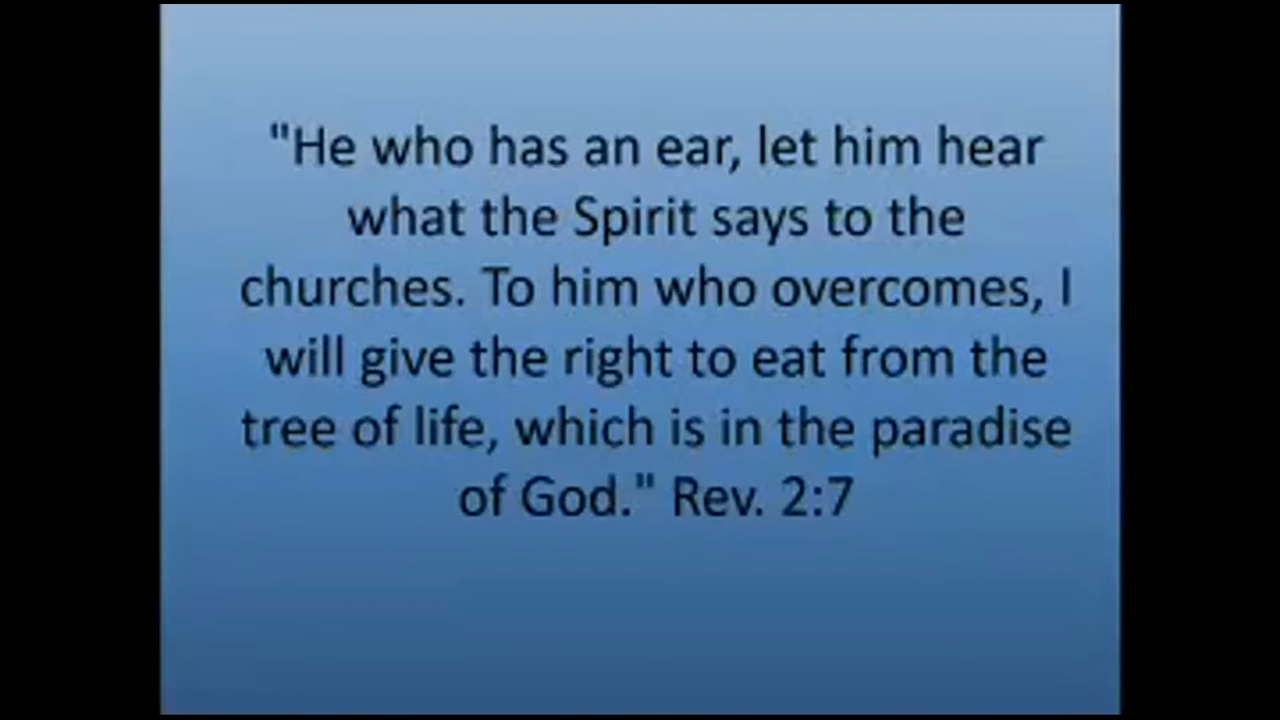 "He who has an ear, let him hear
what the Spirit says to the
churches. To him who overcomes, I
will give the right to eat from the
tree of life, which is in the paradise
of God." Rev. 2:7